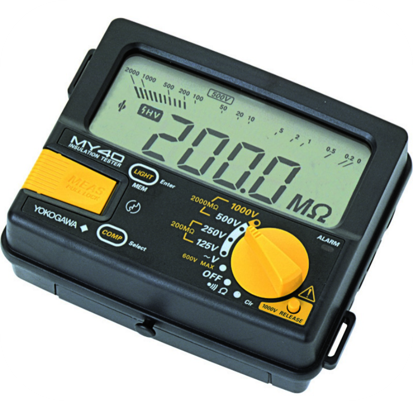 2000 1000 500 200 100 50 20 10 5 2 1 0.5 0.2 0
500V
HV
200.0 MΩ
MY40
INSULATION TESTER
LIGHT Enter
MEM
MEAS
YOKOGAWA
COMP Select
2000MΩ 1000V
500V
200MΩ 250V
125V
600V MAX ~V
OFF
Ω
Clr
ALARM
1000V RELEASE